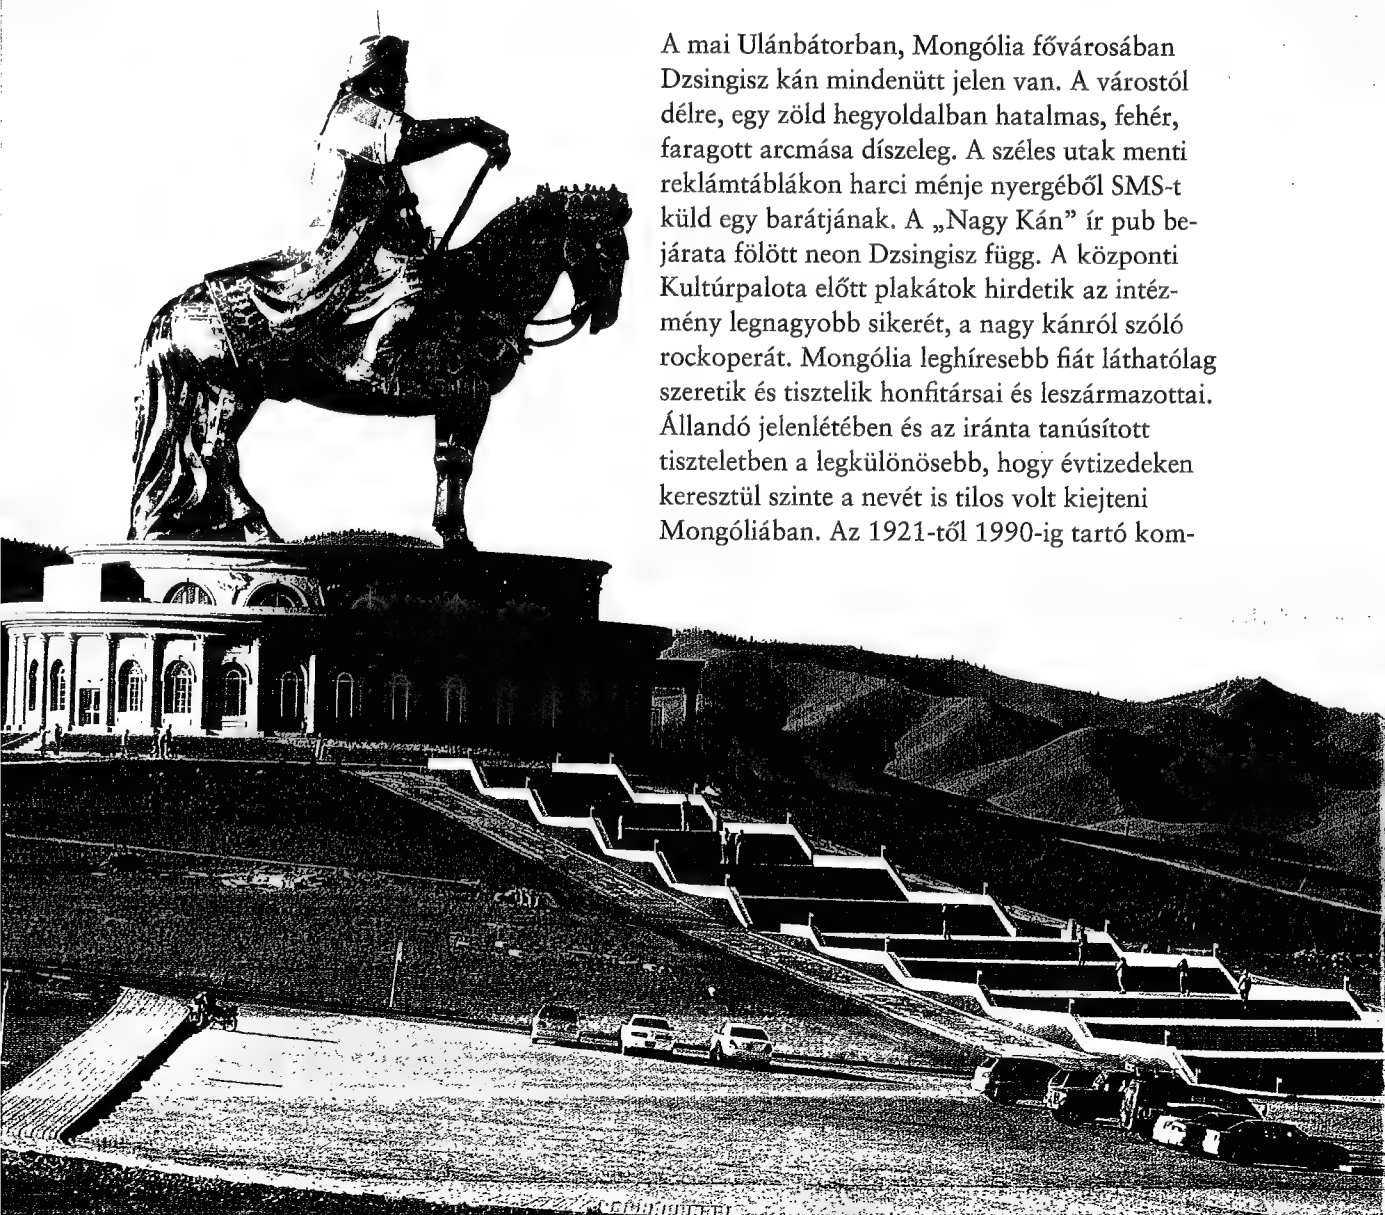 A mai Ulánbátorban, Mongólia fővárosában
Dzsingisz kán mindenütt jelen van. A várostól
délre, egy zöld hegyoldalban hatalmas, fehér,
faragott arcmása díszeleg. A széles utak menti
reklámtáblákon harci ménje nyergéből SMS-t
küld egy barátjának. A „Nagy Kán” ír pub be-
járata fölött neon Dzsingisz függ. A központi
Kultúrpalota előtt plakátok hirdetik az intéz-
mény legnagyobb sikerét, a nagy kánról szóló
rockoperát. Mongólia leghíresebb fiát láthatólag
szeretik és tisztelik honfitársai és leszármazottai.
Állandó jelenlétében és az iránta tanúsított
tiszteletben a legkülönösebb, hogy évtizedeken
keresztül szinte a nevét is tilos volt kiejteni
Mongóliában. Az 1921-től 1990-ig tartó kom-